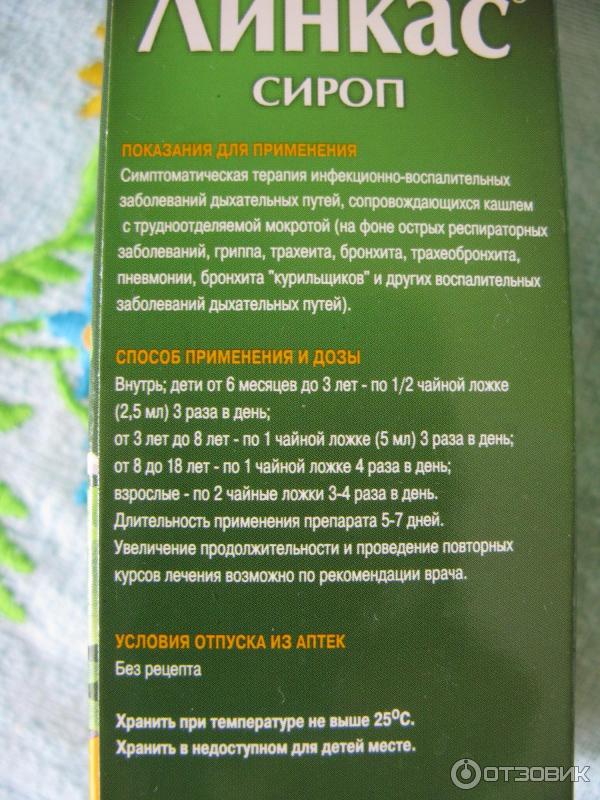 Линкас®
СИРОП
ПОКАЗАНИЯ ДЛЯ ПРИМЕНЕНИЯ
Симптоматическая терапия инфекционно-воспалительных
заболеваний дыхательных путей, сопровождающихся кашлем
с трудноотделяемой мокротой (на фоне острых респираторных
заболеваний, гриппа, трахеита, бронхита, трахеобронхита,
пневмонии, бронхита "курильщиков" и других воспалительных
заболеваний дыхательных путей).
СПОСОБ ПРИМЕНЕНИЯ И ДОЗЫ
Внутрь; дети от 6 месяцев до 3 лет - по 1/2 чайной ложке
(2,5 мл) 3 раза в день;
от 3 лет до 8 лет - по 1 чайной ложке (5 мл) 3 раза в день;
от 8 до 18 лет - по 1 чайной ложке 4 раза в день;
взрослые - по 2 чайные ложки 3-4 раза в день.
Длительность применения препарата 5-7 дней.
Увеличение продолжительности и проведение повторных
курсов лечения возможно по рекомендации врача.
УСЛОВИЯ ОТПУСКА ИЗ АПТЕК
Без рецепта
Хранить при температуре не выше 25°С.
Хранить в недоступном для детей месте.
ОТЗОВИК